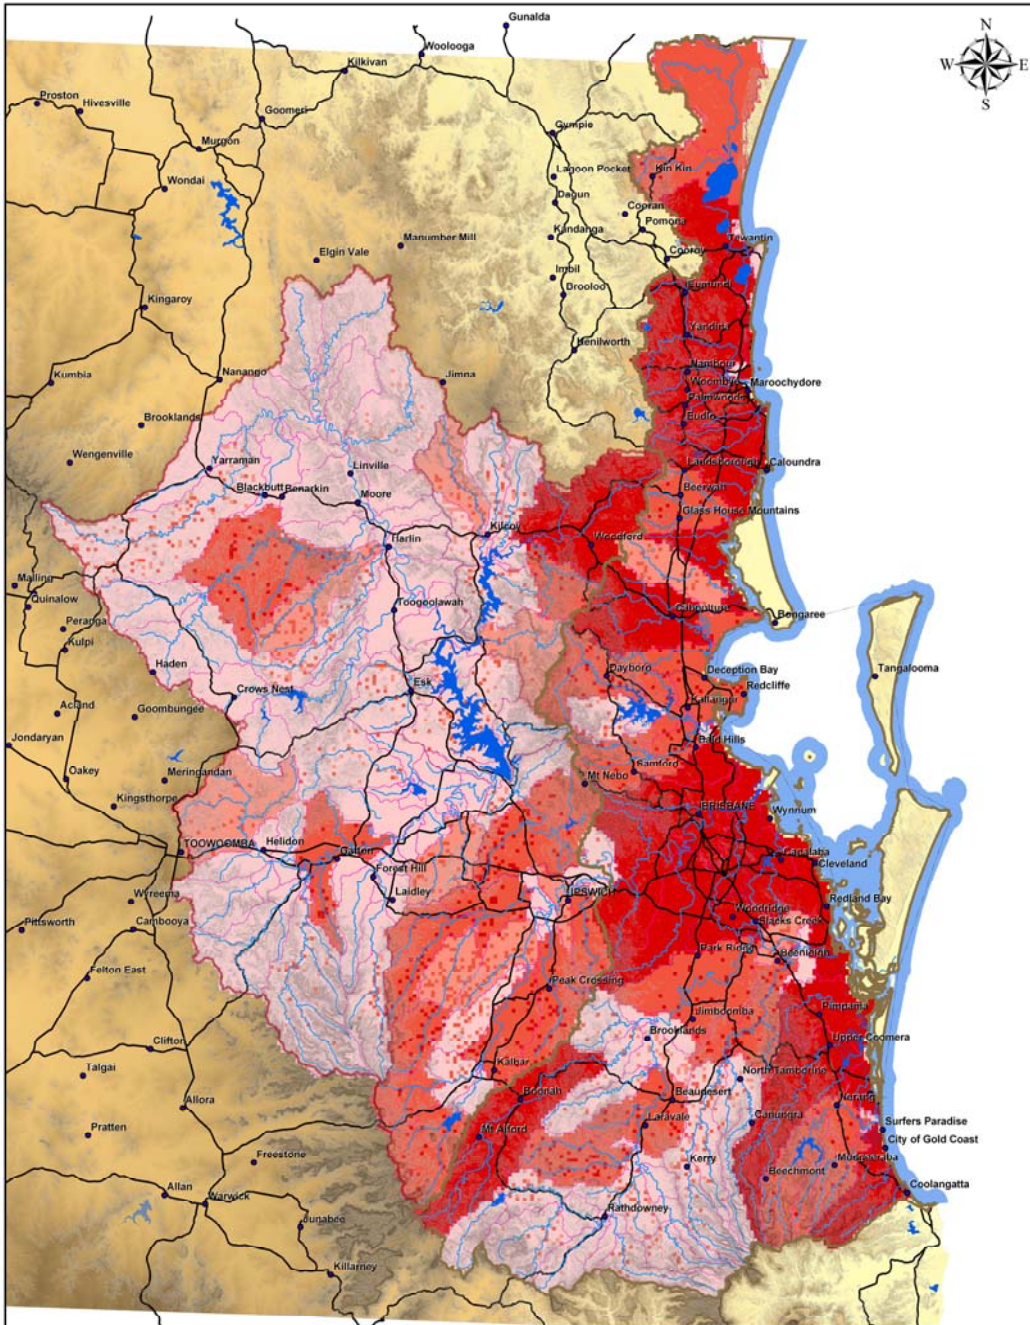 Gunalda
N
Woolooga
Kilkivan
W
E
S
Proston
Hivesville
Goomeri
Gympie
Murgon
Lagoon Pocket
Kin Kin
Wondai
Dagun
Cooran
Pomona
Manumber Mill
Kandanga
Tewantin
Elgin Vale
Cooroy
Imbil
Eumundi
Drooloo
Kingaroy
Yandina
Kenilworth
Nambour
Kumbia
Nanango
Jimna
Woombye
Maroochydore
Palmwoods
Brooklands
Eudlo
Wengenville
Yarraman
Linville
Landsborough
Caloundra
Blackbutt
Benarkin
Moore
Beerwah
Glass House Mountains
Kilcoy
Woodford
Harlin
Malling
Quinalow
Toogoolawah
Caboolture
Bongaree
Peranga
Kulpi
Haden
Dayboro
Deception Bay
Tangalooma
Crows Nest
Esk
Redcliffe
Kallangur
Acland
Goombungee
Jondaryan
Bald Hills
Oakey
Meringandan
Samford
Mt Nebo
Kingsthorpe
BRISBANE
Wynnum
TOOWOOMBA
Helidon
Gatton
Capalaba
Cleveland
Forest Hill
Laidley
IPSWICH
Wyreema
Redland Bay
Pittsworth
Cambooya
Woodridge
Slacks Creek
Park Ridge
Beenleigh
Felton East
Peak Crossing
Pimpama
Jimboomba
Brooklands
Clifton
Upper Coomera
Talgai
Kalbar
North Tamborine
Boonah
Beaudesert
Nerang
Allora
Laravale
Canungra
Pratten
Mt Alford
Surfers Paradise
City of Gold Coast
Freestone
Kerry
Beechmont
Mudgeeraba
Allan
Warwick
Coolangatta
Junabee
Rathdowney
Killarney